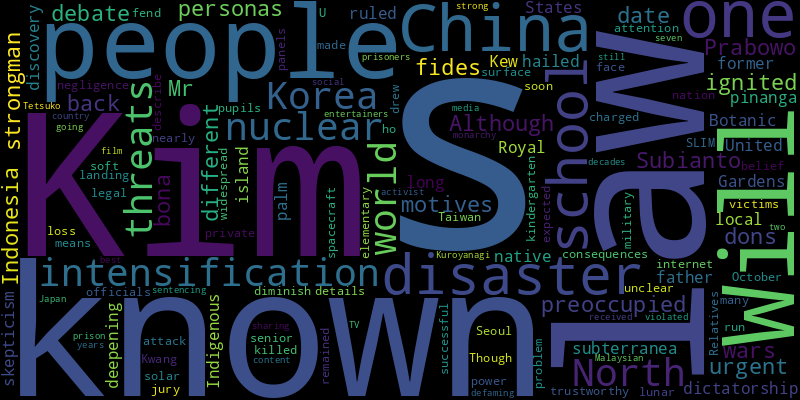 people
China
one
debate
fend
personas
U
ruled
States
date
attention
seven
discovery
strong
prisoners
panels
made
still
face
Prabowo
former
Kew
hailed
fides
surface
soon
Mr
Korea
nuclear
negligence
back
Tetsuko
country
going
describe
pupils
drew
media
Although
monarchy
ho
entertainers
social
school
charged
nation
ignited
pinanga
Botanic
SLIM
United
Indonesia strongman
Kim
S
law
will
threats
different
nearly
widespread
island
film
soft
landing
legal
bona
palm
world
long
Royal
motives
Taiwan
activist
kindergarten
expected
decades
Subianto
belief
Gardens
victims
two
local
military
elementary
spacecraft
Kuroyanagi
native
consequences
dons
loss
means
private
best
intensification
disaster
internet
father
October
unclear
known
Japan
officials
sentencing
diminish
details
preoccupied
received
violated
many
run
Relatives
wars
skepticism
deepening
Indigenous
attack
prison
years
Kwang
solar
jury
senior
killed
sharing
content
remained
TV
successful
Seoul
Though
power
defaming
problem
Malaysian
subterranea
North
trustworthy
lunar
urgent
dictatorship